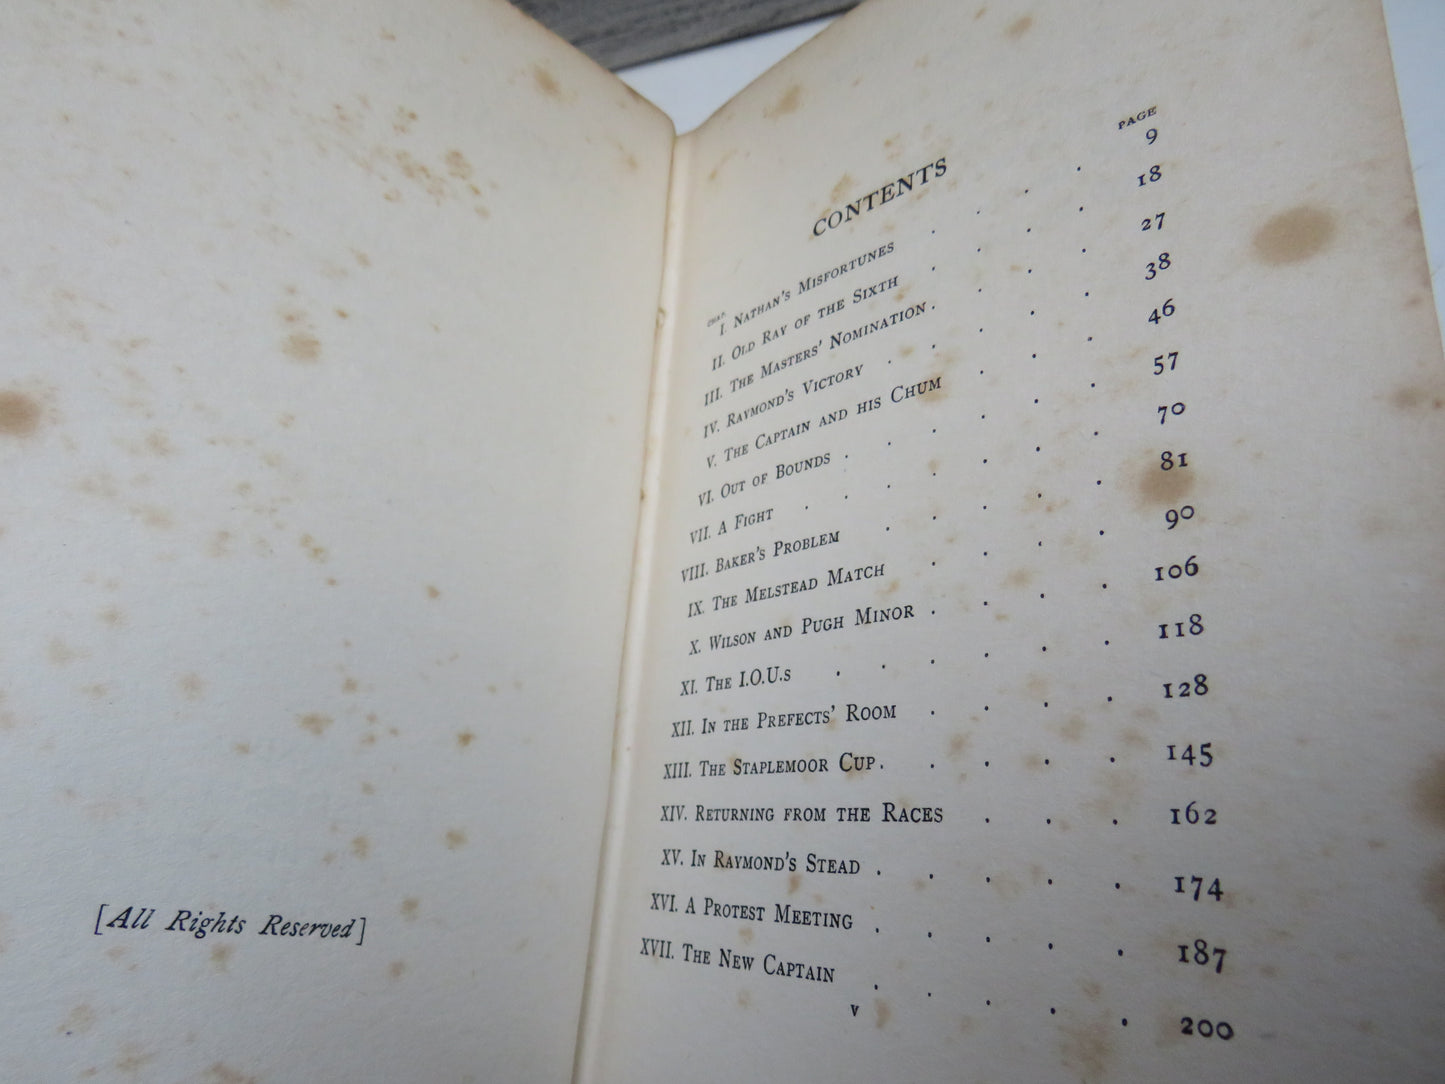 [All Rights Reserved]
CONTENTS
CHAP. PAGE
I. NATHAN'S MISFORTUNES . . . . 9
II. OLD RAY OF THE SIXTH . . . . 18
III. THE MASTERS' NOMINATION . . . . 27
IV. RAYMOND'S VICTORY . . . . . 38
V. THE CAPTAIN AND HIS CHUM . . . 46
VI. OUT OF BOUNDS . . . . . 57
VII. A FIGHT . . . . . . 70
VIII. BAKER'S PROBLEM . . . . . 81
IX. THE MELSTEAD MATCH . . . . 90
X. WILSON AND PUGH MINOR . . . . 106
XI. THE I.O.U.S . . . . . . 118
XII. IN THE PREFECTS' ROOM . . . . 128
XIII. THE STAPLEMOOR CUP . . . . . 145
XIV. RETURNING FROM THE RACES . . . 162
XV. IN RAYMOND'S STEAD . . . . . 174
XVI. A PROTEST MEETING . . . . . 187
XVII. THE NEW CAPTAIN . . . . . 200
v